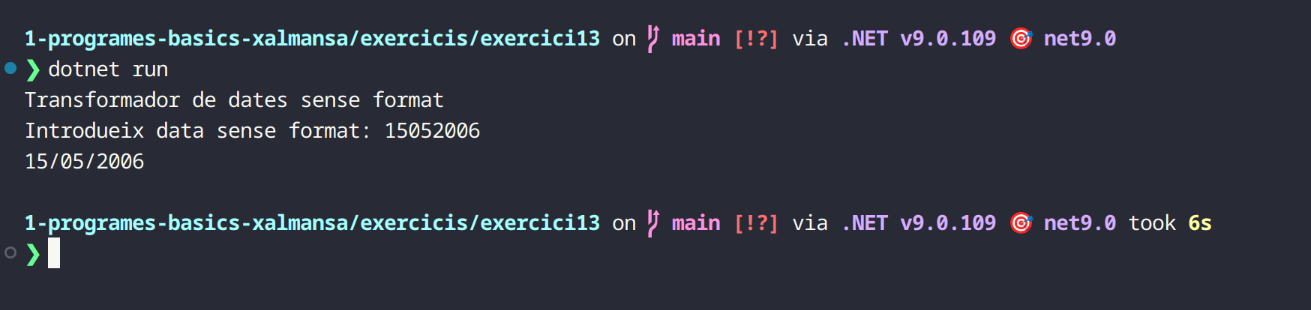 1-programes-basics-xalmansa/exercicis/exercici13 on main [!?] via .NET v9.0.109 🎯 net9.0
❯ dotnet run
Transformador de dates sense format
Introdueix data sense format: 15052006
15/05/2006
1-programes-basics-xalmansa/exercicis/exercici13 on main [!?] via .NET v9.0.109 🎯 net9.0 took 6s
❯